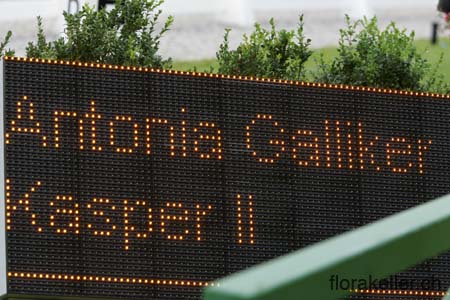 Antonia Galliker
Kasper II
florakeller.ch